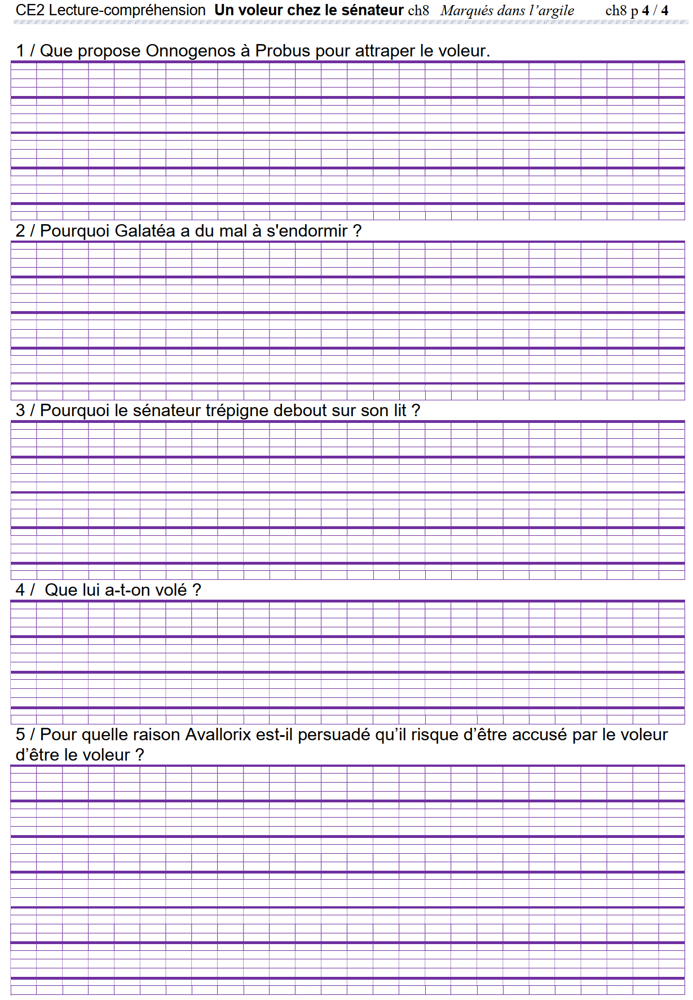 CE2 Lecture-compréhension Un voleur chez le sénateur ch8 Marqués dans l’argile ch8 p 4 / 4
1 / Que propose Onnogenos à Probus pour attraper le voleur.
2 / Pourquoi Galatéa a du mal à s'endormir ?
3 / Pourquoi le sénateur trépigne debout sur son lit ?
4 / Que lui a-t-on volé ?
5 / Pour quelle raison Avallorix est-il persuadé qu’il risque d’être accusé par le voleur
d’être le voleur ?